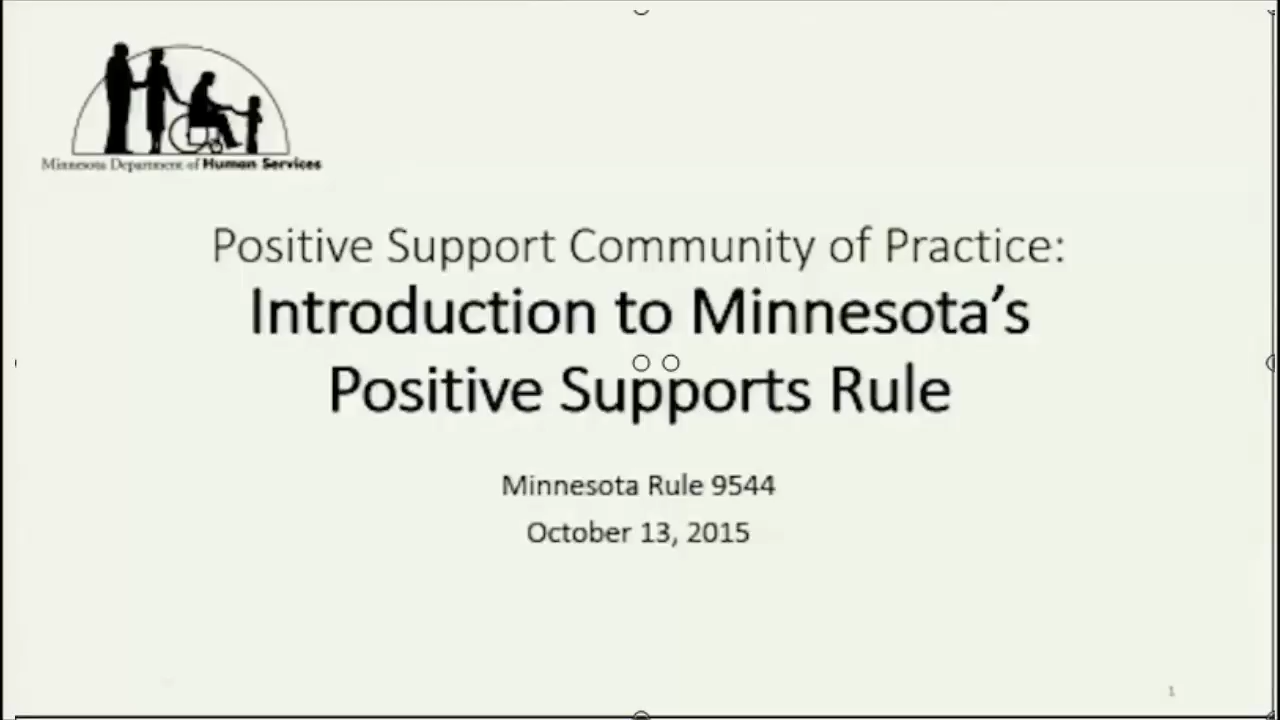 Minnesota Department of Human Services
Positive Support Community of Practice:
Introduction to Minnesota’s
Positive Supports Rule
Minnesota Rule 9544
October 13, 2015
1